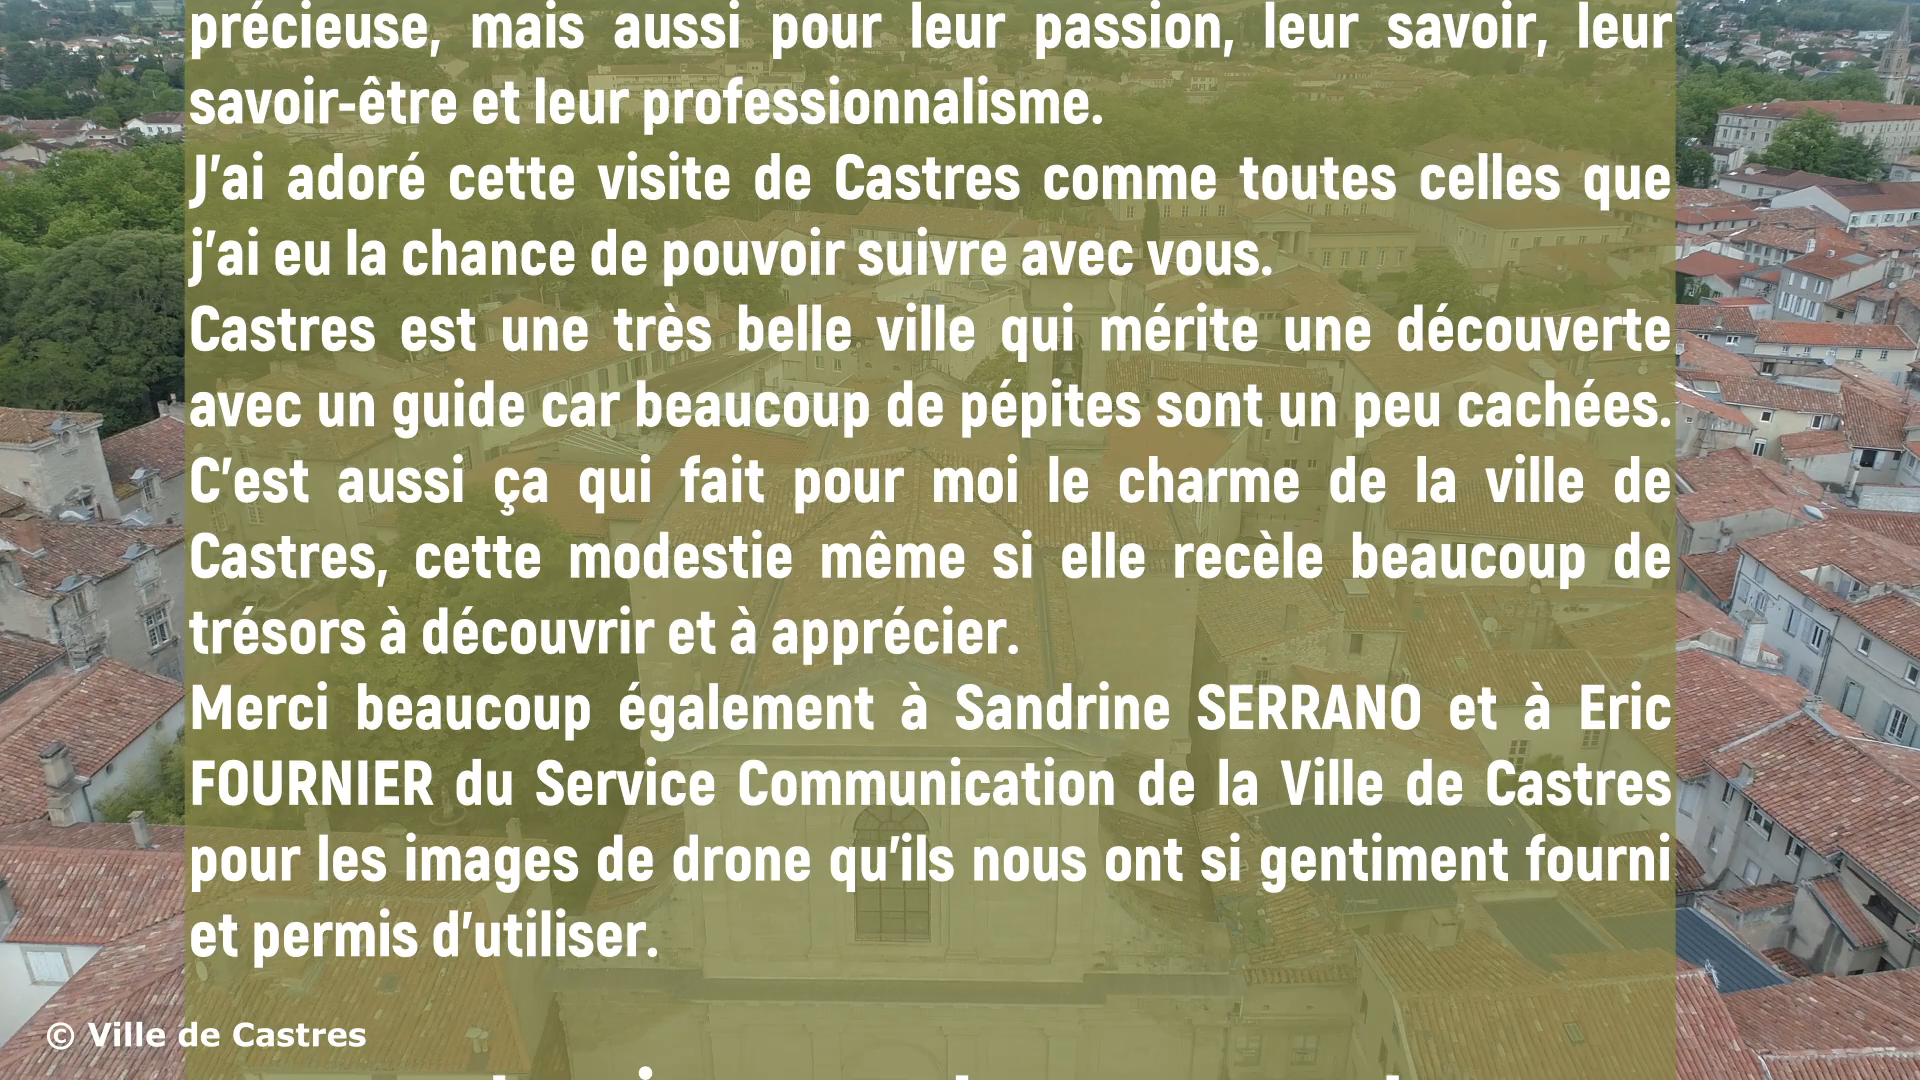 précieuse, mais aussi pour leur passion, leur savoir, leur
savoir-être et leur professionnalisme.
J'ai adoré cette visite de Castres comme toutes celles que
j'ai eu la chance de pouvoir suivre avec vous.
Castres est une très belle ville qui mérite une découverte
avec un guide car beaucoup de pépites sont un peu cachées.
C'est aussi ça qui fait pour moi le charme de la ville de
Castres, cette modestie même si elle recèle beaucoup de
trésors à découvrir et à apprécier.
Merci beaucoup également à Sandrine SERRANO et à Eric
FOURNIER du Service Communication de la Ville de Castres
pour les images de drone qu'ils nous ont si gentiment fourni
et permis d'utiliser.
© Ville de Castres